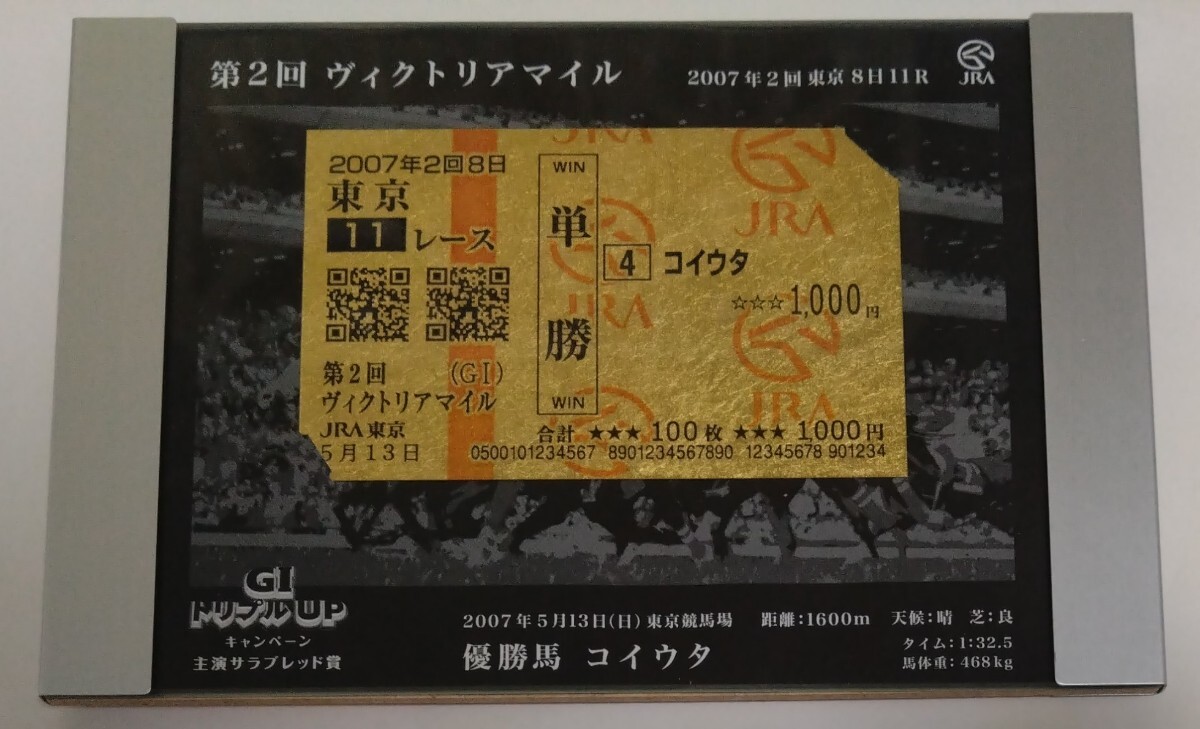 第2回 ヴィクトリアマイル
2007年2回東京8日11R
JRA
2007年2回8日
東京
11 レース
第2回 (GI)
ヴィクトリアマイル
JRA東京
5月13日
WIN
単勝
WIN
4 コイウタ
☆☆☆1,000円
合計 ★★★100枚 ★★★1,000円
0500101234567 8901234567890 12345678 901234
JRA
JRA
JRA
JRA
GI
トリプルUP
キャンペーン
主演サラブレッド賞
2007年5月13日(日)東京競馬場 距離:1600m 天候:晴 芝:良
優勝馬 コイウタ
タイム:1:32.5
馬体重:468kg